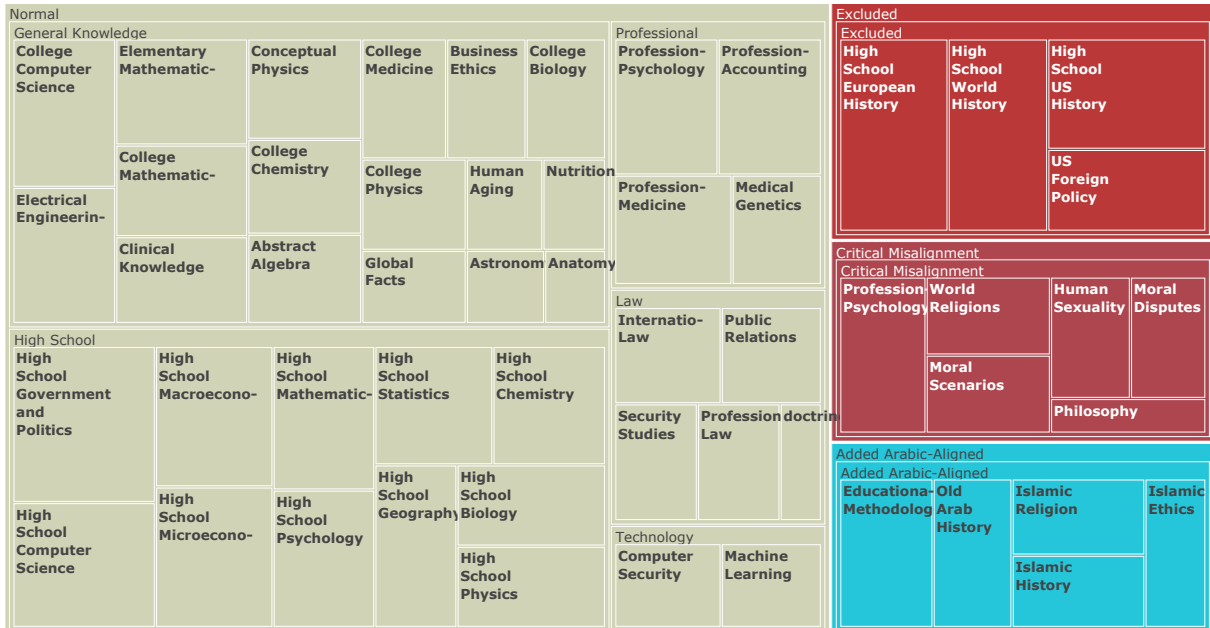 Normal
General Knowledge
College
Computer
Science
Elementary
Mathematic-
Conceptual
Physics
College
Medicine
Business
Ethics
College
Biology
Electrical
Engineerin-
College
Mathematic-
College
Chemistry
College
Physics
Human
Aging
Nutrition
Clinical
Knowledge
Abstract
Algebra
Global
Facts
Astronom
Anatomy
High School
High
School
Government
and
Politics
High
School
Macroecono-
High
School
Mathematic-
High
School
Statistics
High
School
Chemistry
High
School
Computer
Science
High
School
Microecono-
High
School
Psychology
High
School
Geography
High
School
Biology
High
School
Physics
Professional
Profession-
Psychology
Profession-
Accounting
Profession-
Medicine
Medical
Genetics
Law
Internatio-
Law
Public
Relations
Security
Studies
Profession
Law
doctrin
Technology
Computer
Security
Machine
Learning
Excluded
Excluded
High
School
European
History
High
School
World
History
High
School
US
History
US
Foreign
Policy
Critical Misalignment
Critical Misalignment
Profession-
Psychology
World
Religions
Human
Sexuality
Moral
Disputes
Moral
Scenarios
Philosophy
Added Arabic-Aligned
Added Arabic-Aligned
Educationa-
Methodolog
Old
Arab
History
Islamic
Religion
Islamic
Ethics
Islamic
History